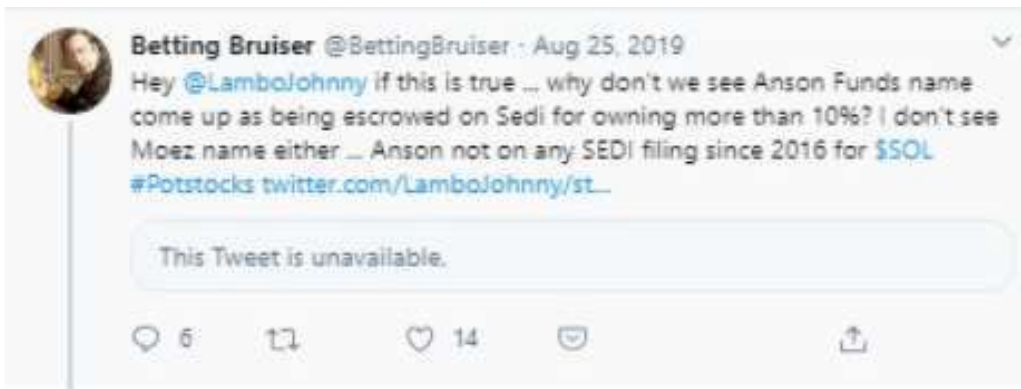 Betting Bruiser @BettingBruiser · Aug 25, 2019
Hey @LamboJohnny if this is true ... why don't we see Anson Funds name
come up as being escrowed on Sedi for owning more than 10%? I don't see
Moez name either ... Anson not on any SEDI filing since 2016 for $SOL
#Potstocks twitter.com/LamboJohnny/st...
This Tweet is unavailable.
6 14